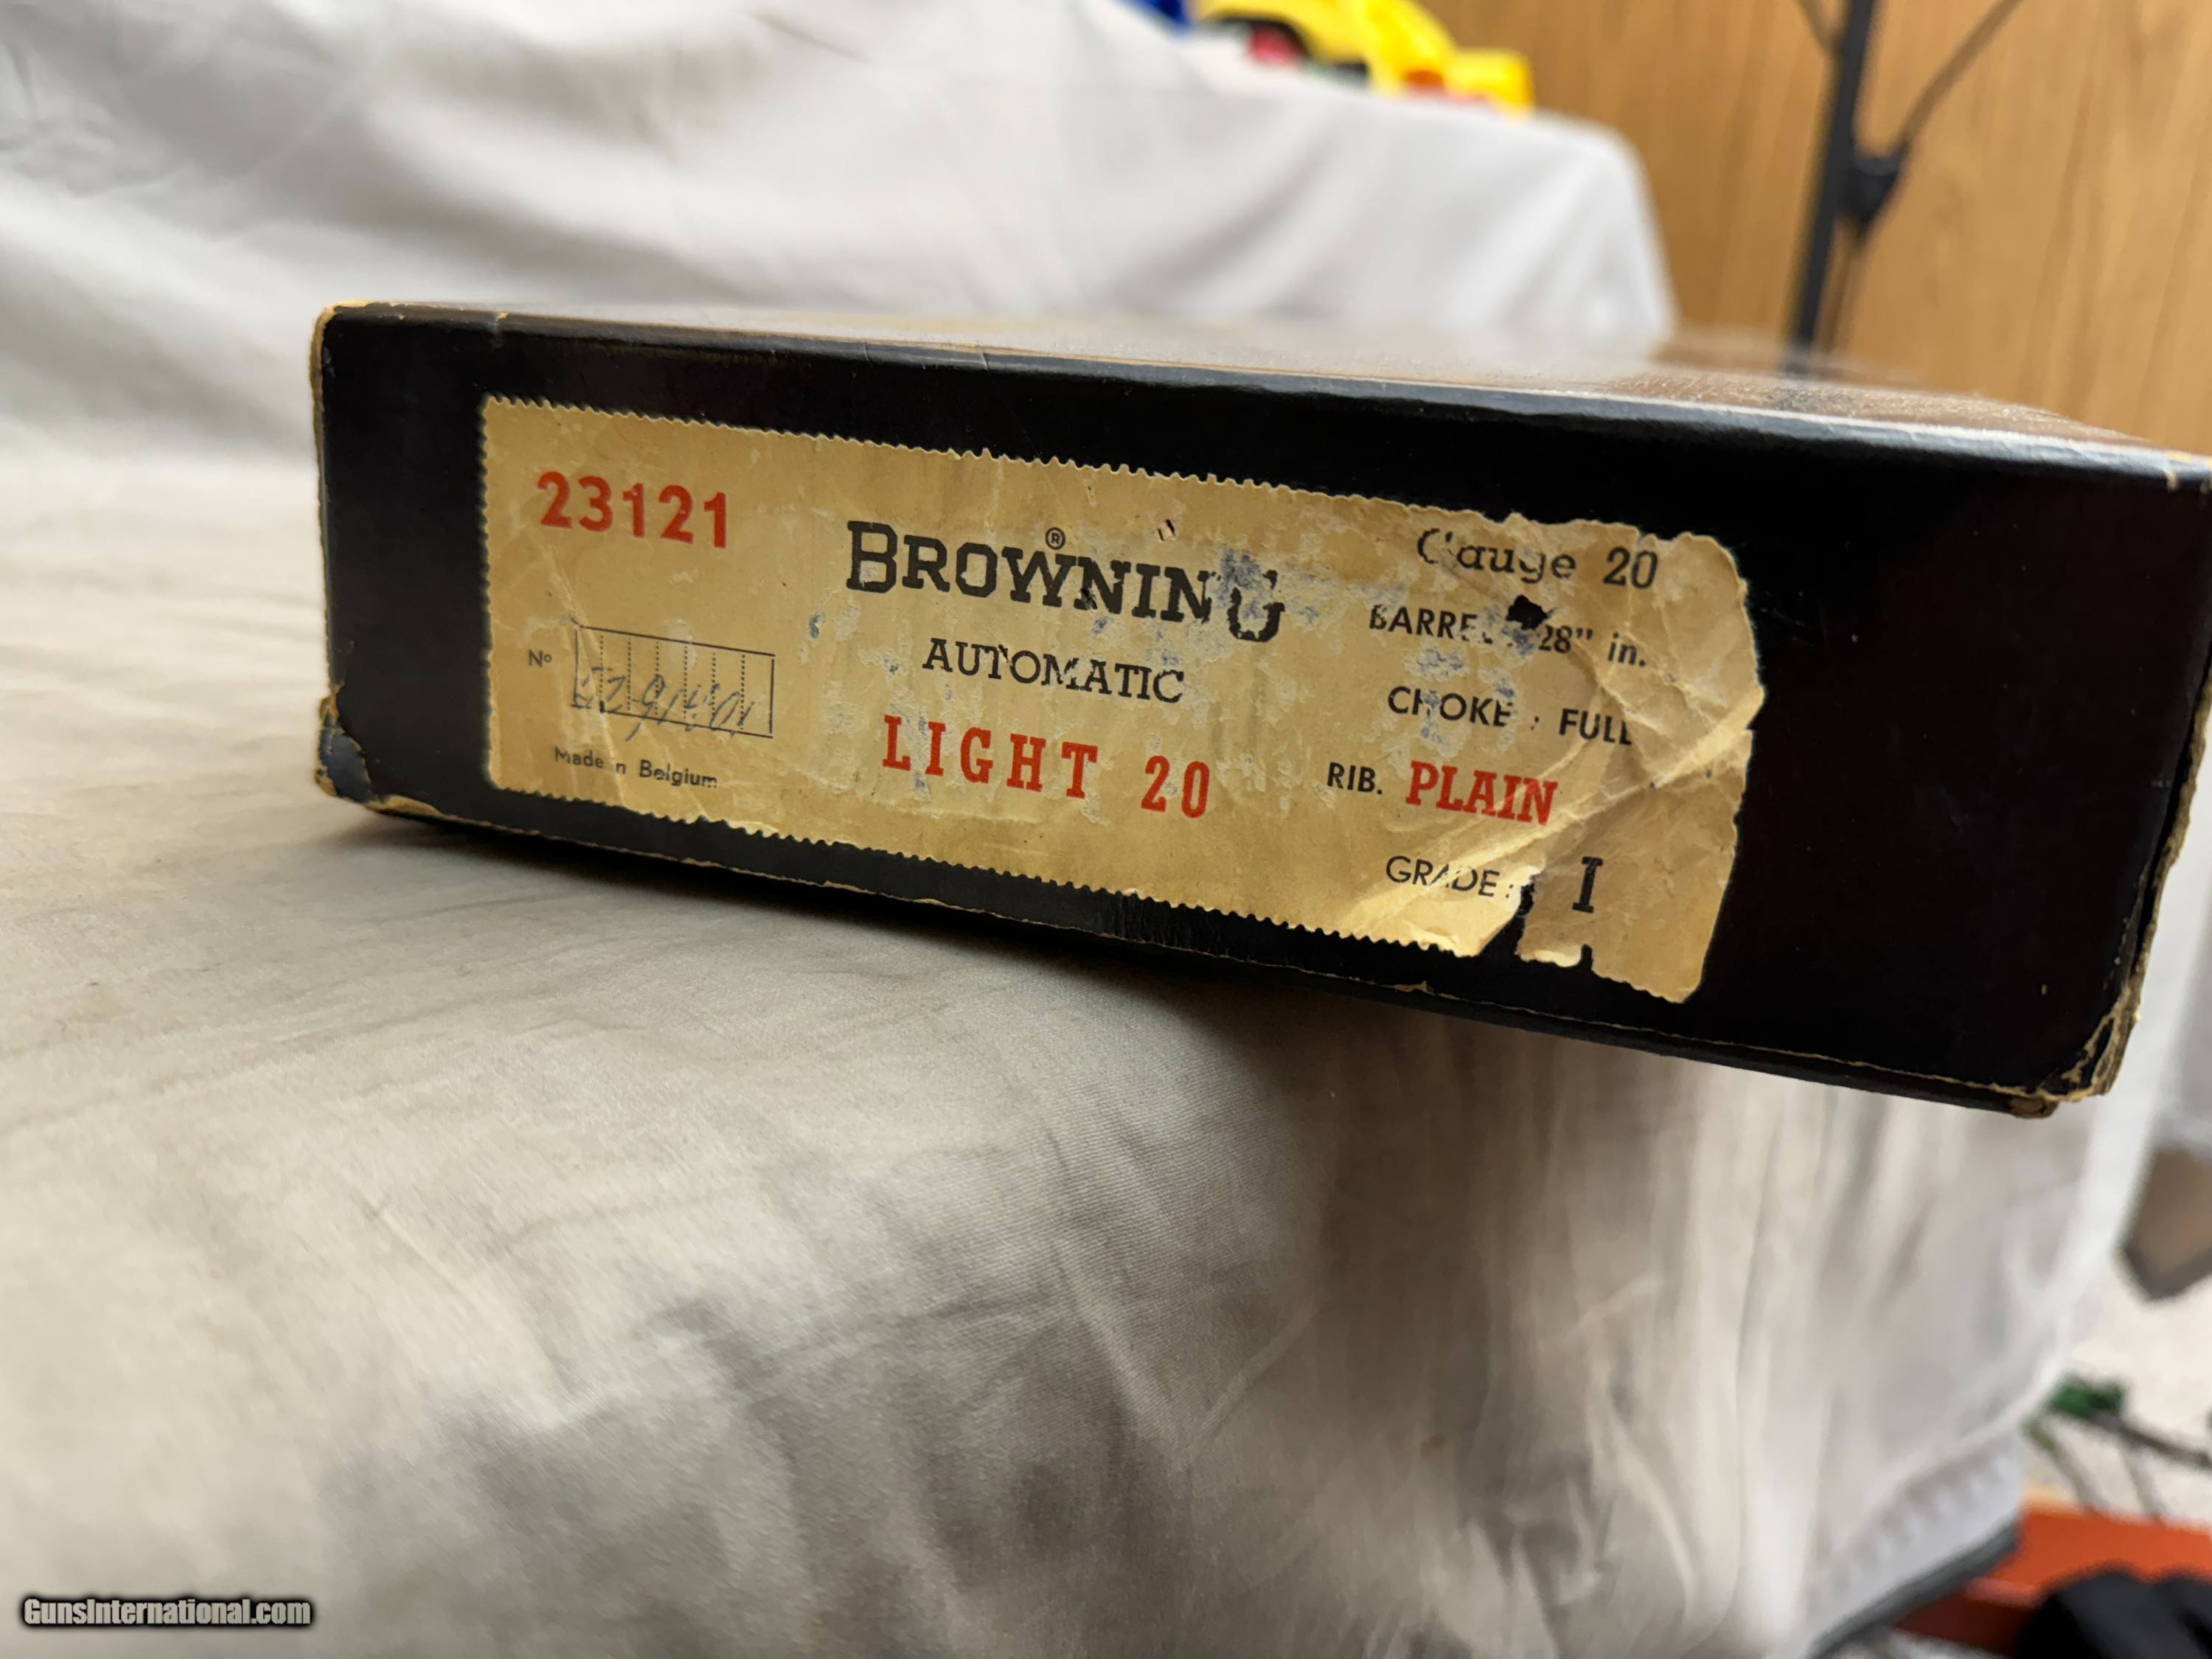 23121
BROWNING®
AUTOMATIC
LIGHT 20
Nº
Made in Belgium
Gauge 20
BARREL : 28" in.
CHOKE : FULL
RIB. PLAIN
GRADE : I
GunsInternational.com